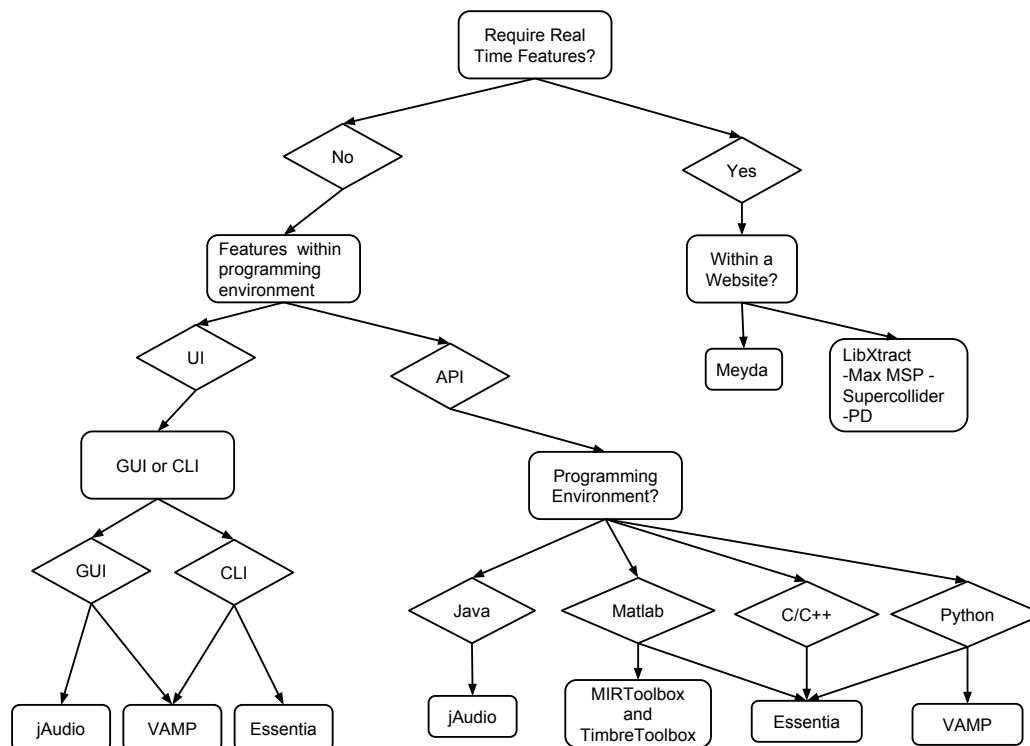 Require Real
Time Features?
No
Yes
Features within
programming
environment
Within a
Website?
UI
API
Meyda
LibXtract
-Max MSP -
Supercollider
-PD
GUI or CLI
Programming
Environment?
GUI
CLI
Java
Matlab
C/C++
Python
jAudio
VAMP
Essentia
jAudio
MIRToolbox
and
TimbreToolbox
Essentia
VAMP